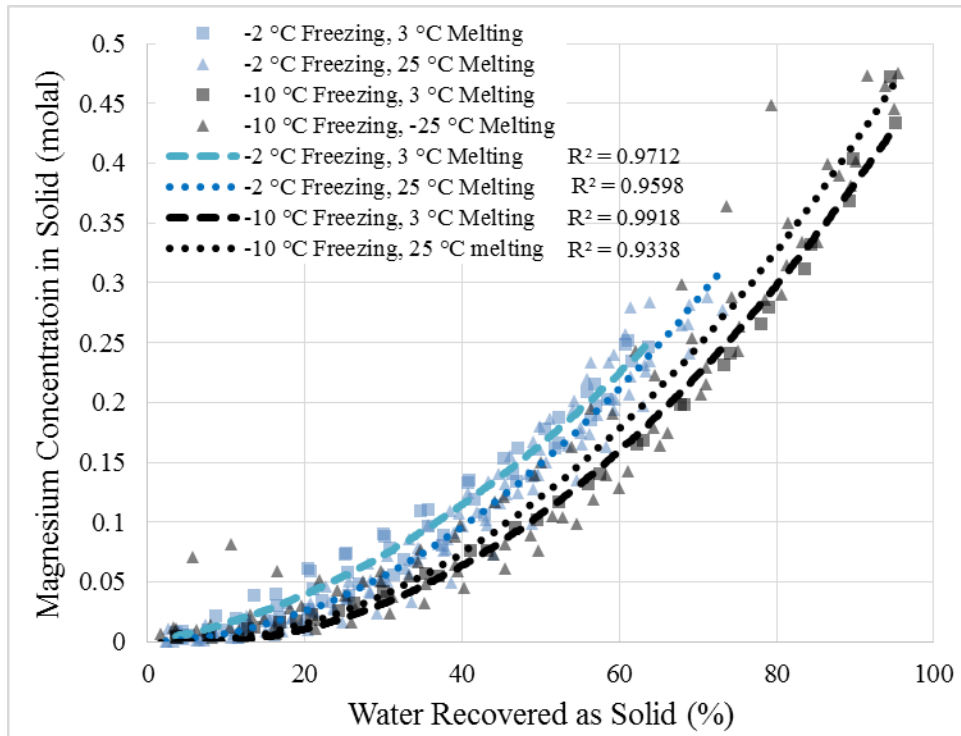 -2 °C Freezing, 3 °C Melting
-2 °C Freezing, 25 °C Melting
-10 °C Freezing, 3 °C Melting
-10 °C Freezing, -25 °C Melting
-2 °C Freezing, 3 °C Melting R² = 0.9712
-2 °C Freezing, 25 °C Melting R² = 0.9598
-10 °C Freezing, 3 °C Melting R² = 0.9918
-10 °C Freezing, 25 °C melting R² = 0.9338
Magnesium Concentratoin in Solid (molal)
0.5
0.45
0.4
0.35
0.3
0.25
0.2
0.15
0.1
0.05
0
0 20 40 60 80 100
Water Recovered as Solid (%)